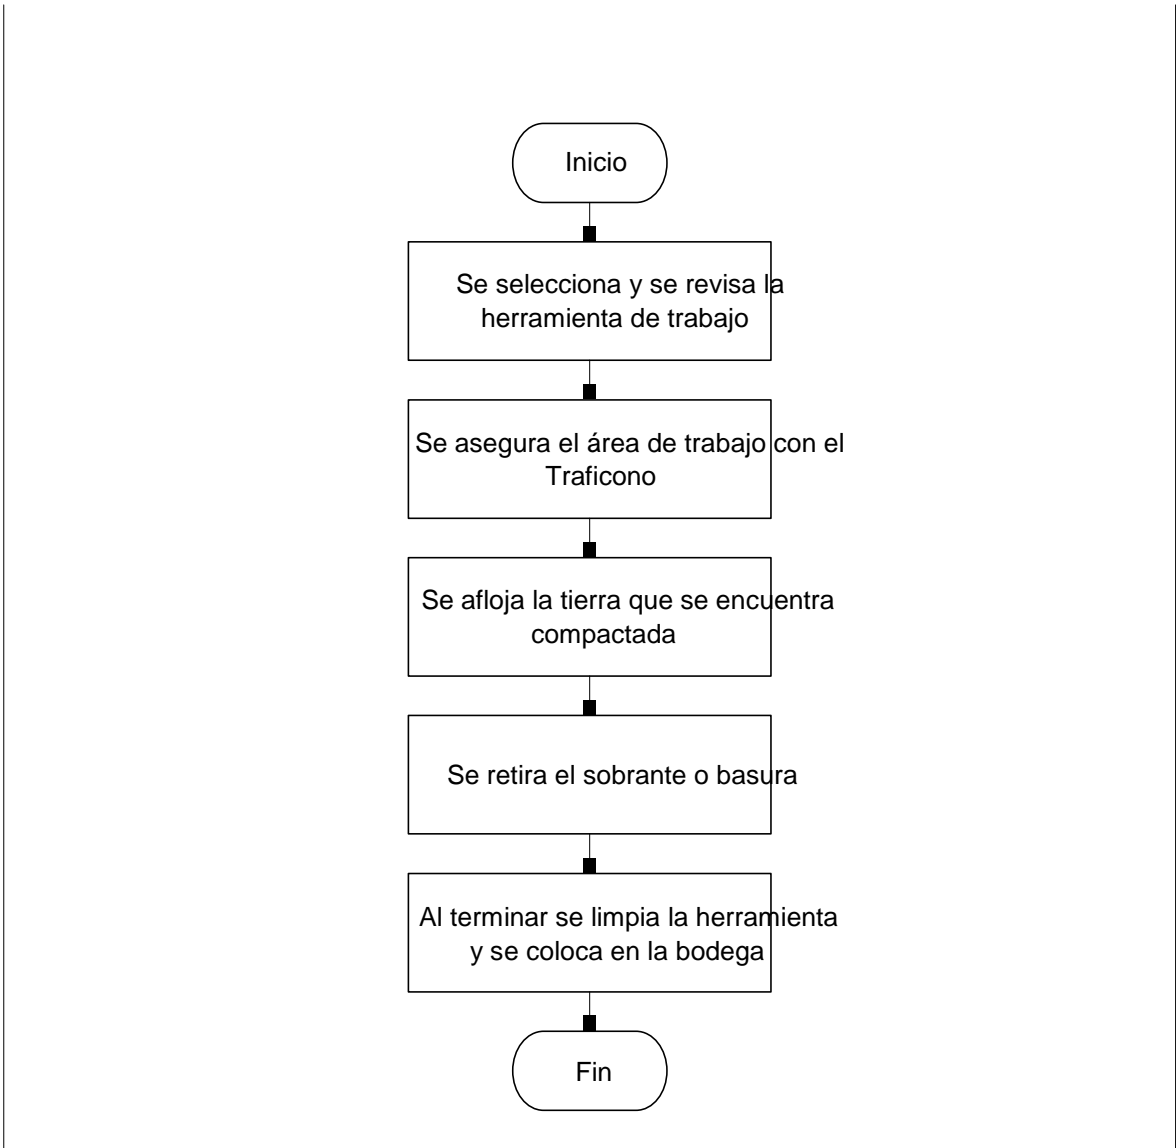 Inicio
Se selecciona y se revisa la
herramienta de trabajo
Se asegura el área de trabajo con el
Traficono
Se afloja la tierra que se encuentra
compactada
Se retira el sobrante o basura
Al terminar se limpia la herramienta
y se coloca en la bodega
Fin